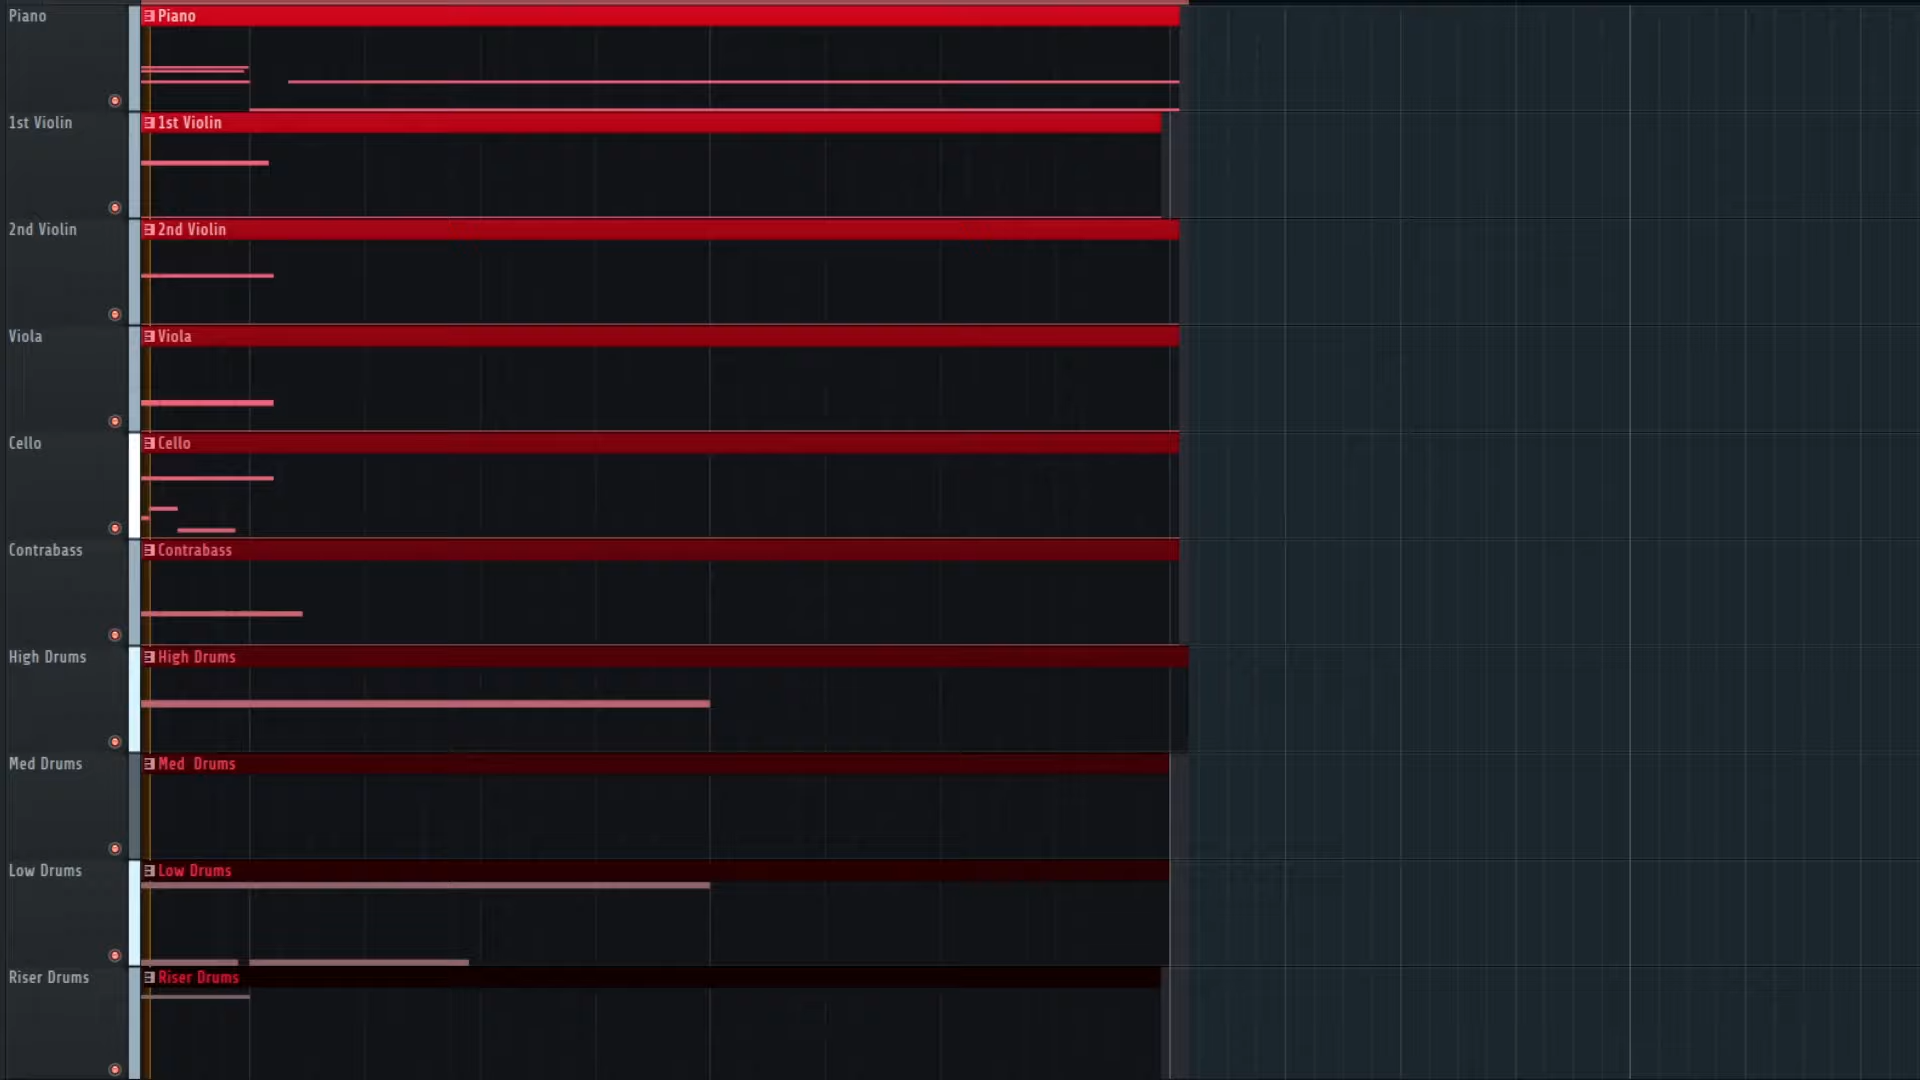 Piano
Piano
1st Violin
1st Violin
2nd Violin
2nd Violin
Viola
Viola
Cello
Cello
Contrabass
Contrabass
High Drums
High Drums
Med Drums
Med  Drums
Low Drums
Low Drums
Riser Drums
Riser Drums